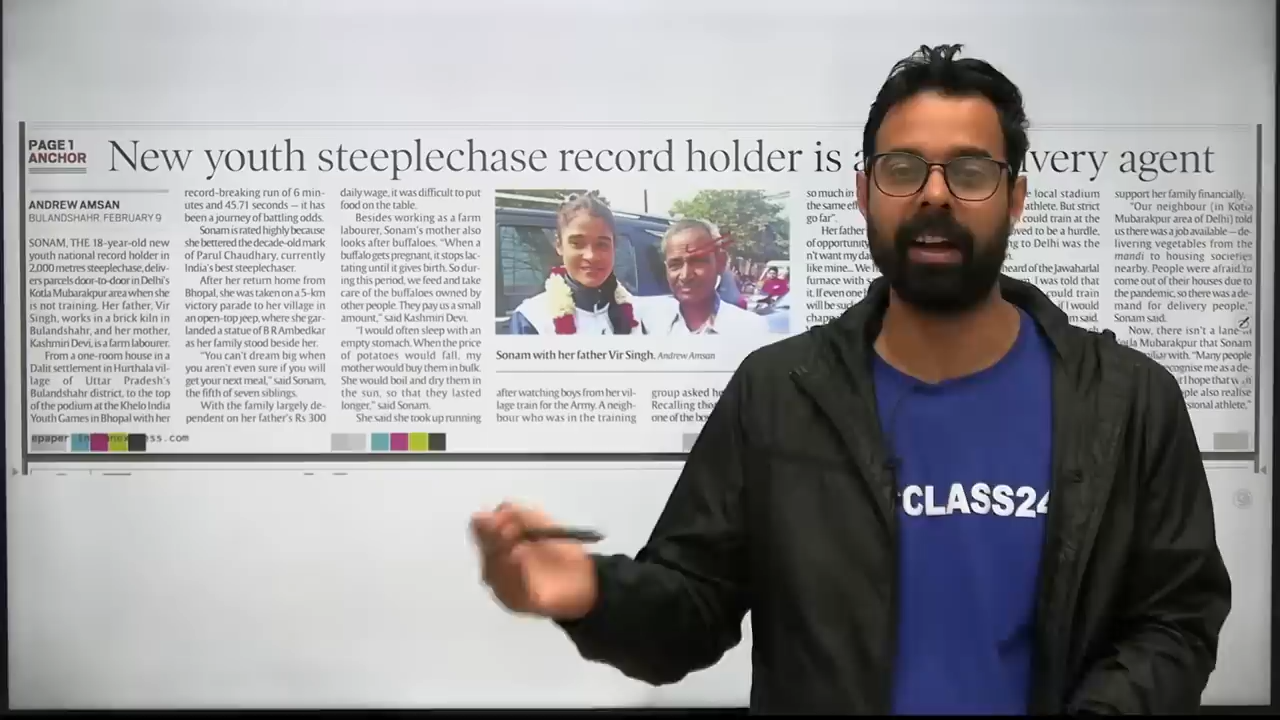 PAGE 1
ANCHOR
New youth steeplechase record holder is a
ivery agent
ANDREW AMSAN
BULANDSHAHR, FEBRUARY 9
SONAM, THE 18-year-old new
youth national record holder in
2,000 metres steeplechase, deliv-
ers parcels door-to-door in Delhi's
Kotla Mubarakpur area when she
is not training. Her father, Vir
Singh, works in a brick kiln in
Bulandshahr, and her mother,
Kashmin Devi, is a farm labourer.
From a one-room house in a
Dalit settlement in Hurthala vil-
lage of Uttar Pradesh's
Bulandshahr district, to the top
of the podium at the Khelo India
Youth Games in Bhopal with her
record-breaking run of 6 min-
utes and 45.71 seconds — it has
been a journey of battling odds.
Sonam is rated highly because
she bettered the decade-old mark
of Parul Chaudhary, currently
India's best steeplechaser.
After her return home from
Bhopal, she was taken on a 5-km
victory parade to her village in
an open-top jeep, where she gar-
landed a statue of B R Ambedkar
as her family stood beside her.
"You can't dream big when
you aren't even sure if you will
get your next meal," said Sonam,
the fifth of seven siblings.
With the family largely de-
pendent on her father's Rs 300
daily wage, it was difficult to put
food on the table.
Besides working as a farm
labourer, Sonam's mother also
looks after buffaloes. "When a
buffalo gets pregnant, it stops lac-
tating until it gives birth. So dur-
ing this period, we feed and take
care of the buffaloes owned by
other people. They pay us a small
amount," said Kashmin Devi.
"I would often sleep with an
empty stomach. When the price
of potatoes would fall, my
mother would buy them in bulk.
She would boil and dry them in
the sun, so that they lasted
longer," said Sonam.
She said she took up running
Sonam with her father Vir Singh. Andrew Amsan
after watching boys from her vil-
lage train for the Army. A neigh-
bour who was in the training
group asked he
Recalling tho
one of the bo
so much in
the same ef
go far".
Her father
of opportunity
n't want my da
like mine... We h
furnace with s
it. If even one
will be suc
chap
e local stadium
athlete. But strict
could train at the
oved to be a hurdle,
ng to Delhi was the
heard of the Jawaharlal
I was told that
could train
I would
am said.
support her family financially.
"Our neighbour (in Kotla
Mubarakpur area of Delhi) told
us there was a job available — de-
livering vegetables from the
mandi to housing societies
nearby. People were afraid to
come out of their houses due to
the pandemic, so there was a de-
mand for delivery people,"
Sonam said.
Now, there isn't a lane in
Kotla Mubarakpur that Sonam
miliar with. "Many people
recognise me as a de-
t I hope that
ple also realise
ssional athlete."
CLASS24